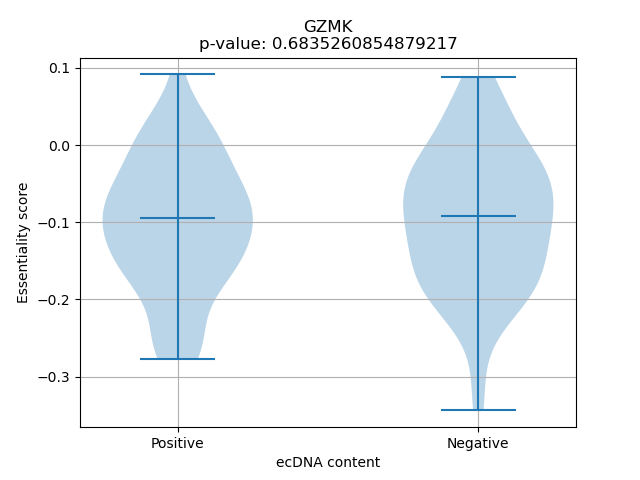 GZMK
p-value: 0.6835260854879217
0.1
0.0
−0.1
−0.2
−0.3
Essentiality score
Positive
Negative
ecDNA content